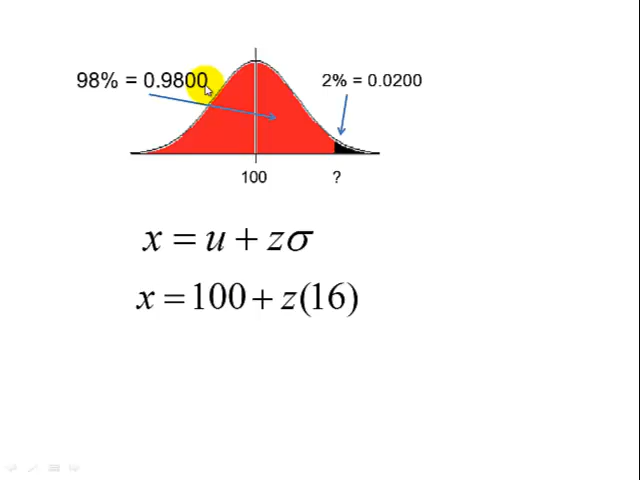 98% = 0.9800
2% = 0.0200
100
?
x = u + zσ
x = 100 + z(16)